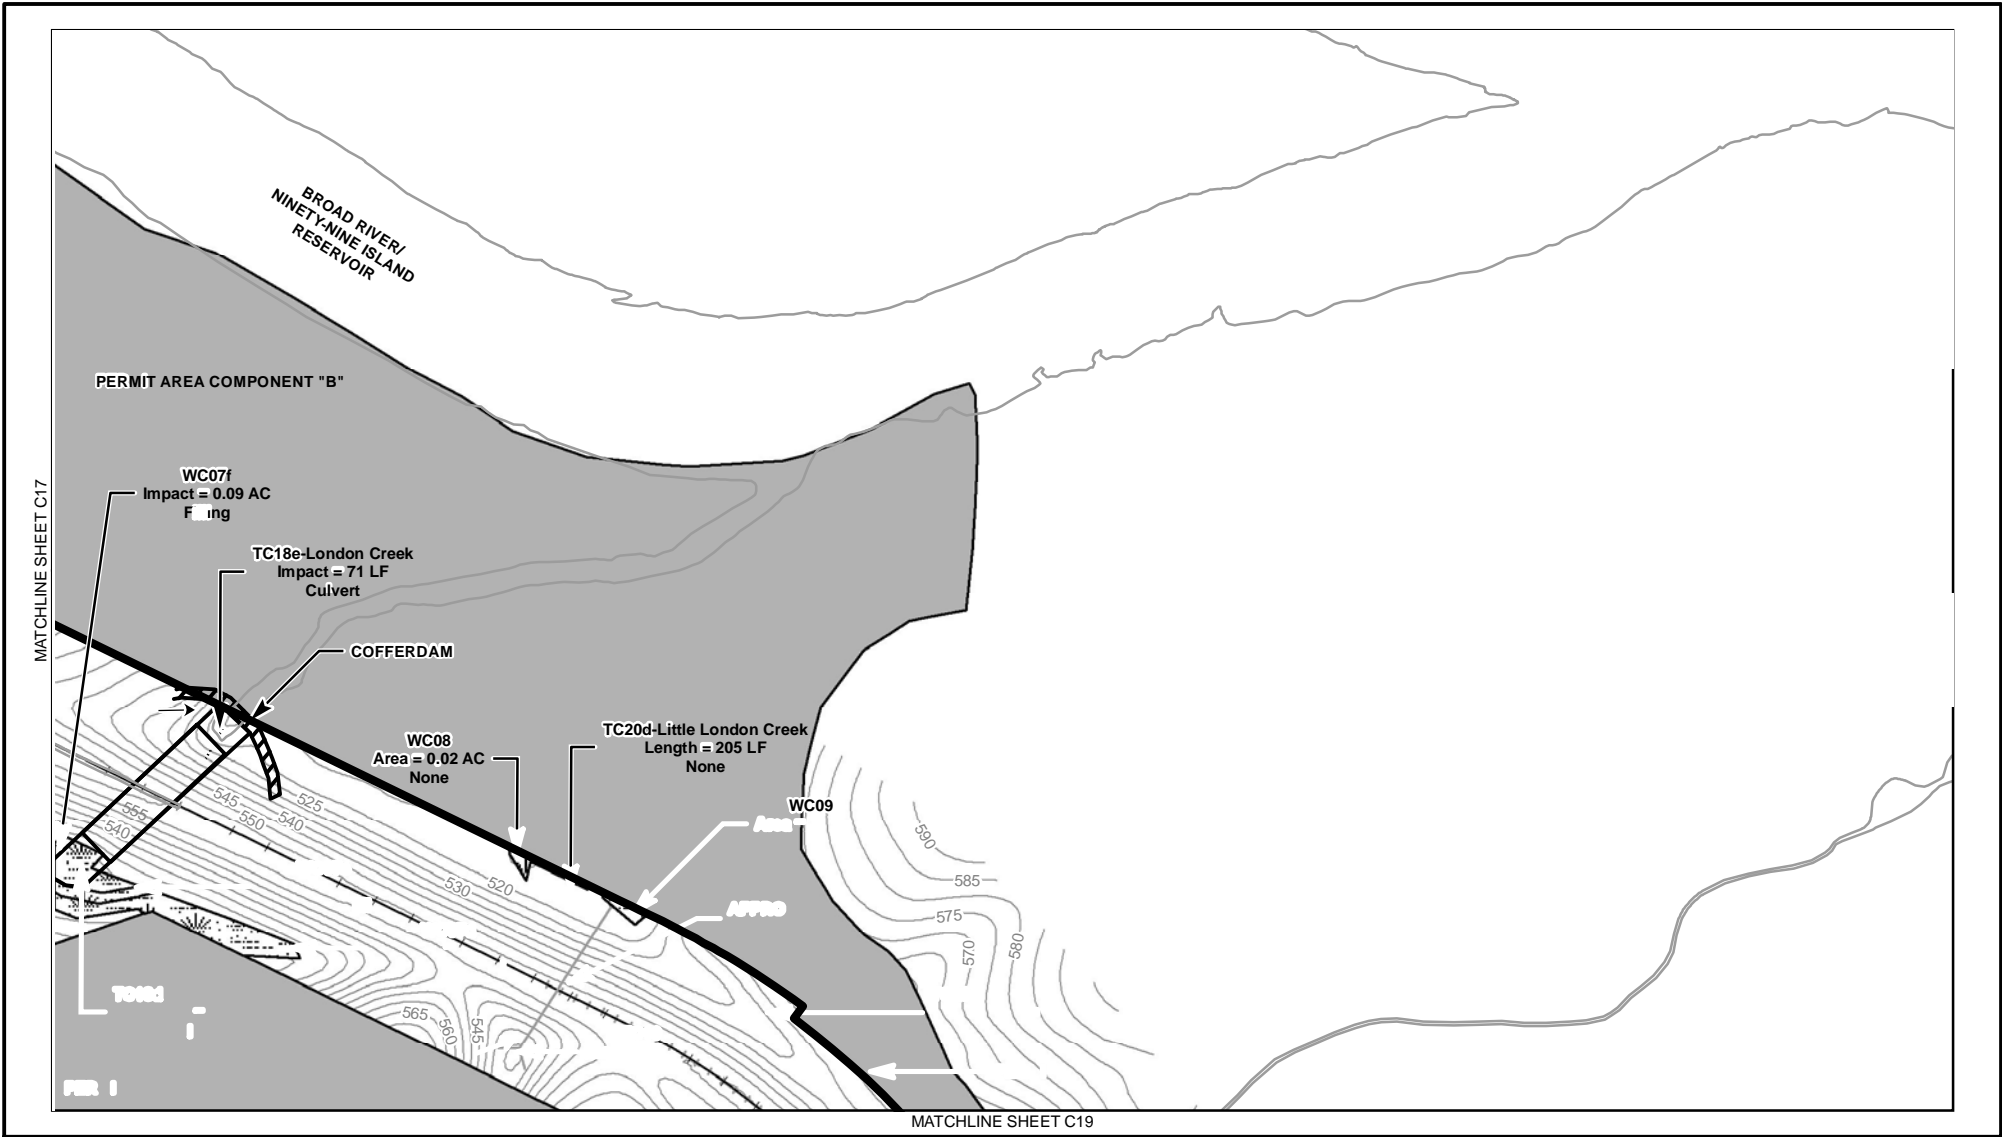 BROAD RIVER/
NINETY-NINE ISLAND
RESERVOIR
PERMIT AREA COMPONENT "B"
WC07f
Impact = 0.09 AC
TC18e-London Creek
Impact = 71 LF
Culvert
COFFERDAM
MATCHLINE SHEET C17
WC08
Area = 0.02 AC
None
TC20d-Little London Creek
Length = 205 LF
None
WC09
Area =
555
540
545
550
525
540
530
520
590
585
575
570
580
565
560
545
MATCHLINE SHEET C19